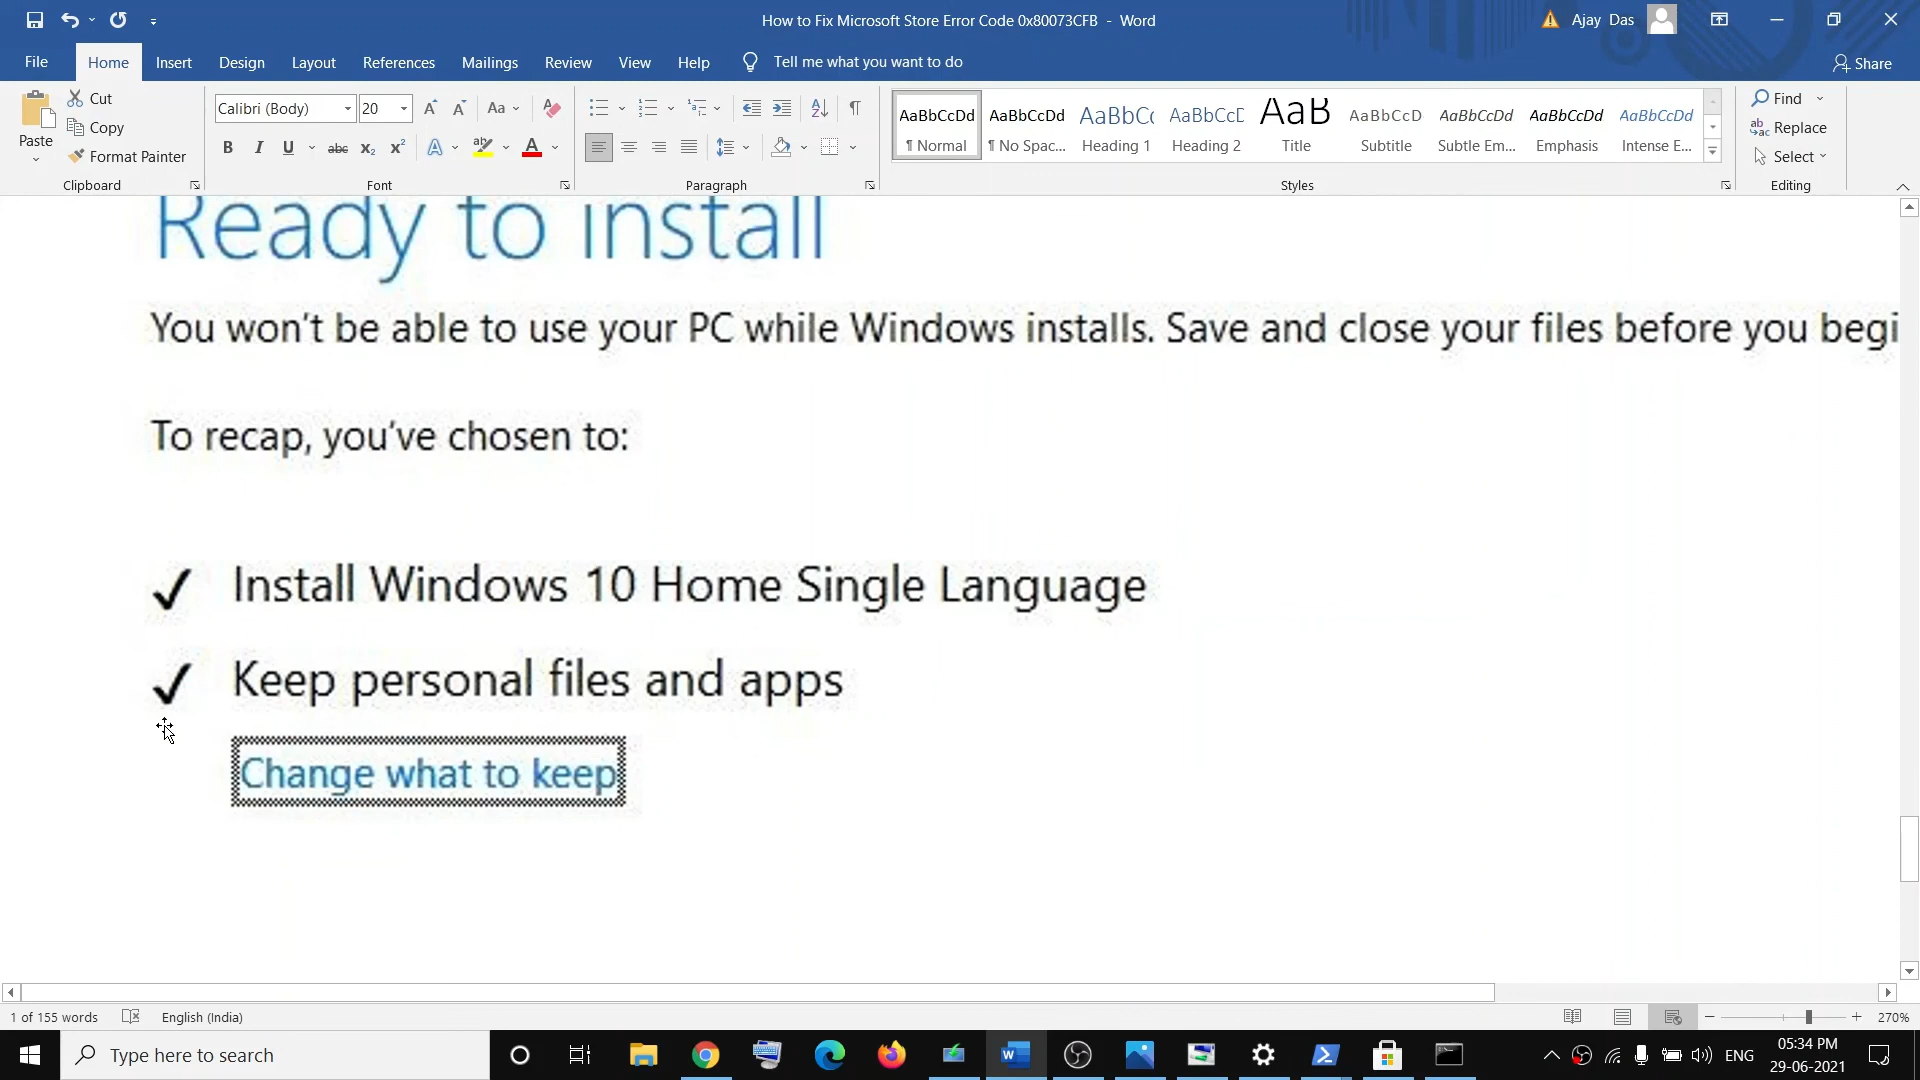 How to Fix Microsoft Store Error Code 0x80073CFB - Word
Ajay Das
File Home Insert Design Layout References Mailings Review View Help Tell me what you want to do
Share
Paste
Cut
Copy
Format Painter
Clipboard
Calibri (Body) 20
Aa
B I U abc x₂ x² A ab A
Font
Paragraph
AaBbCcDd AaBbCcDd AaBbCc AaBbCcD AaB AaBbCcD AaBbCcDd AaBbCcDd AaBbCcDd
¶ Normal ¶ No Spac... Heading 1 Heading 2 Title Subtitle Subtle Em... Emphasis Intense E...
Styles
Find
Replace
Select
Editing
Ready to install
You won't be able to use your PC while Windows installs. Save and close your files before you begi
To recap, you've chosen to:
✓ Install Windows 10 Home Single Language
✓ Keep personal files and apps
Change what to keep
1 of 155 words English (India)
270%
Type here to search
ENG
05:34 PM
29-06-2021